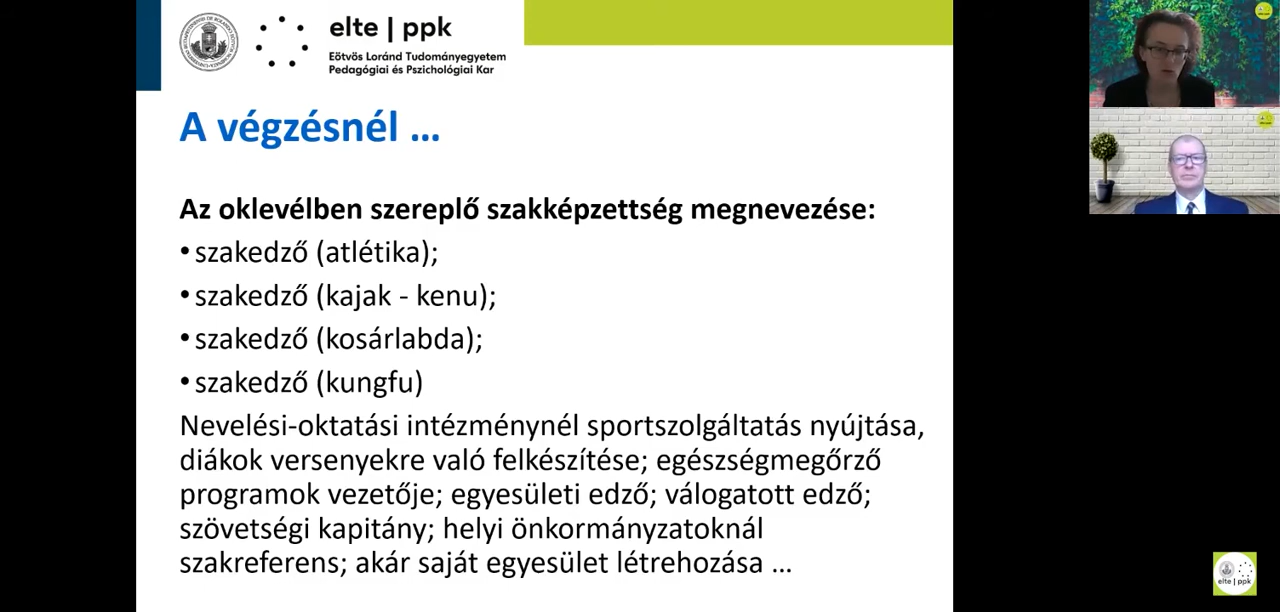 elte | ppk
Eötvös Loránd Tudományegyetem
Pedagógiai és Pszichológiai Kar
A végzésnél ...
Az oklevélben szereplő szakképzettség megnevezése:
• szakedző (atlétika);
• szakedző (kajak - kenu);
• szakedző (kosárlabda);
• szakedző (kungfu)
Nevelési-oktatási intézménynél sportszolgáltatás nyújtása,
diákok versenyekre való felkészítése; egészségmegőrző
programok vezetője; egyesületi edző; válogatott edző;
szövetségi kapitány; helyi önkormányzatoknál
szakreferens; akár saját egyesület létrehozása ...
elte | ppk